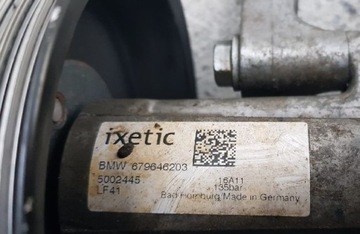 ixetic
BMW 679646203
5002445 16A11
LF41 135bar
Bad Homburg/Made in Germany